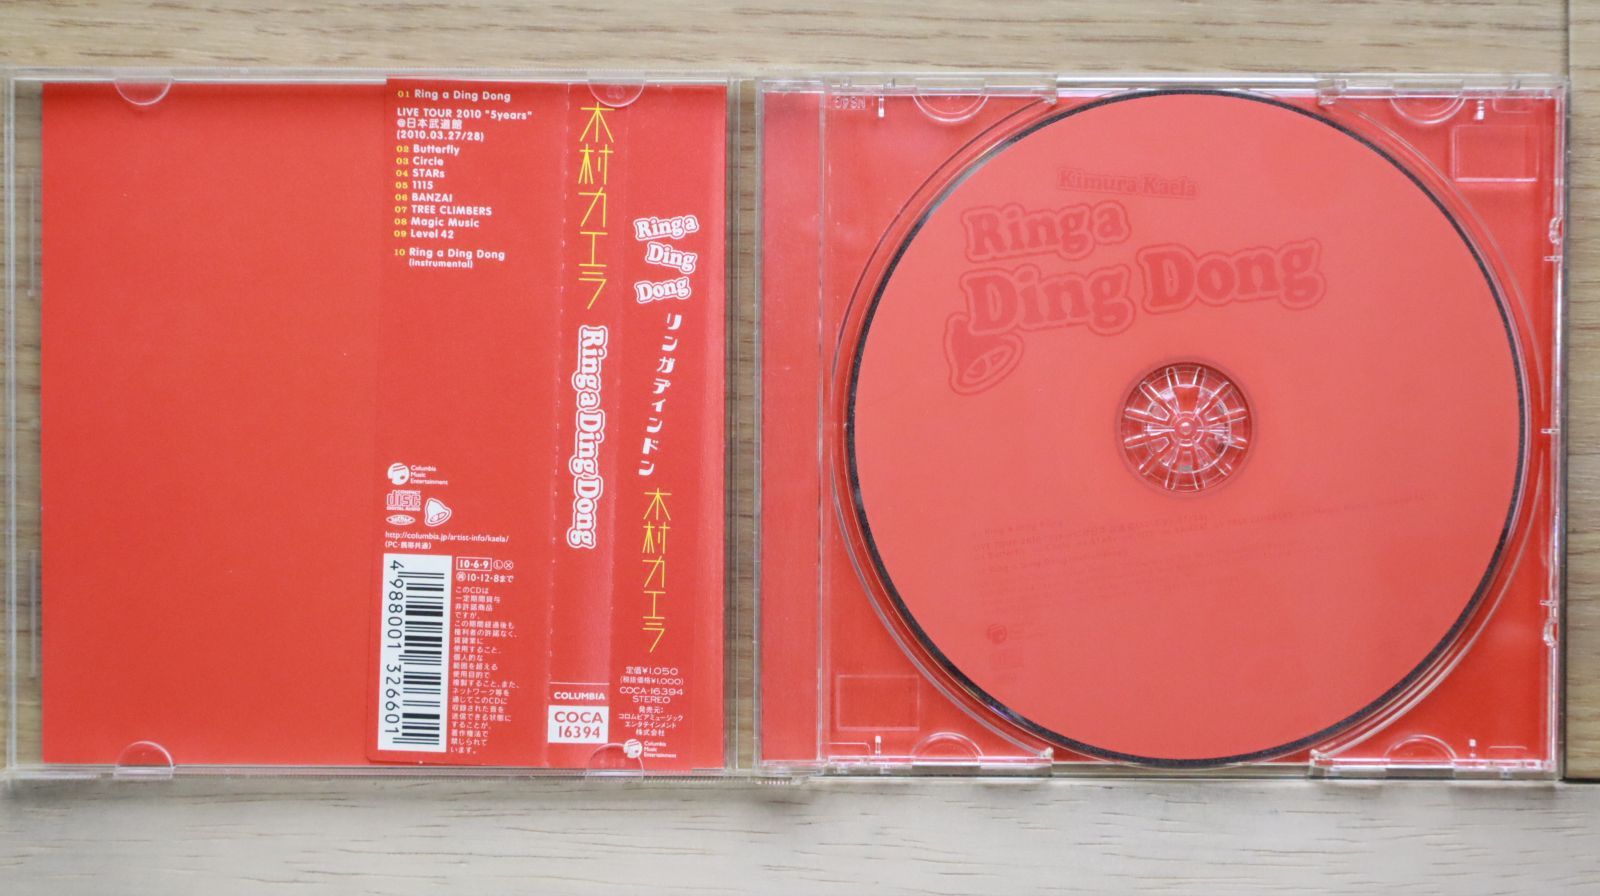 01 Ring a Ding Dong
LIVE TOUR 2010 "5years"
@日本武道館
(2010.03.27/28)
02 Butterfly
03 Circle
04 STARs
05 1115
06 BANZAI
07 TREE CLIMBERS
08 Magic Music
09 Level 42
10 Ring a Ding Dong
(instrumental)
Columbia
Music
Entertainment
COMPACT
disc
DIGITAL AUDIO
http://columbia.jp/artist-info/kaela/
(PC・携帯共通)
4 988001 326601
10・6・9
10・12・8まで
このCDは
一定期間貸与
非許諾商品
ですが、
この期間経過後も
権利者の許諾なく、
賃貸業に
使用すること、
個人的な
範囲を超える
使用目的で
複製すること、また、
ネットワーク等を
通じてこのCDに
収録された音を
送信できる状態に
することが、
著作権法で
禁じられて
います。
木村カエラ
Ring a Ding Dong
COLUMBIA
COCA
16394
Ring a
Ding
Dong
リンガディンドン
木村カエラ
定価¥1,050
(税抜価格¥1,000)
COCA-16394
STEREO
発売元:
コロムビアミュージック
エンタテインメント
株式会社
Columbia
Music
Entertainment
Kimura Kaela
Ring a
Ding Dong